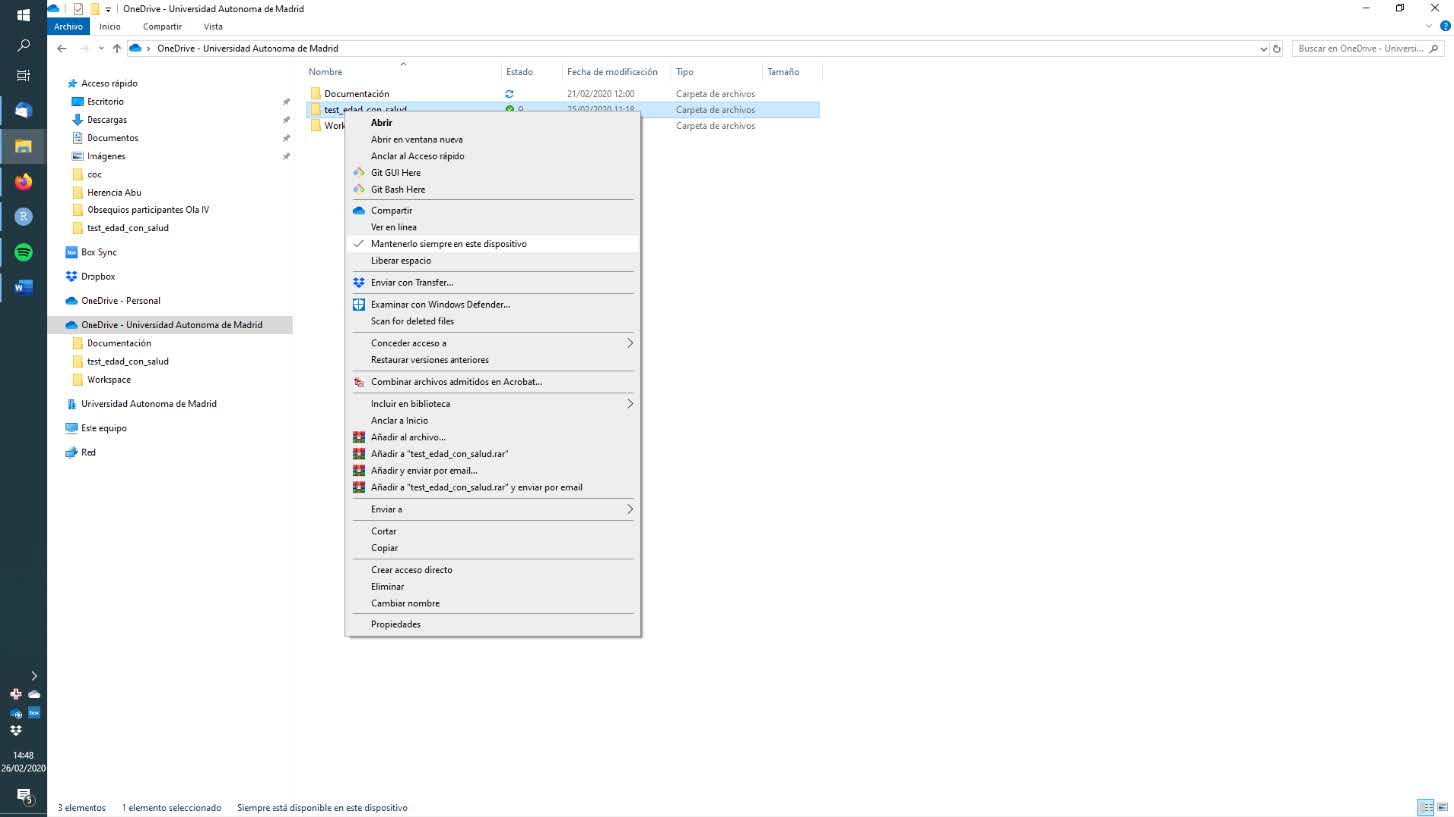 OneDrive - Universidad Autonoma de Madrid
Archivo Inicio Compartir Vista
OneDrive - Universidad Autonoma de Madrid
Buscar en OneDrive - Universi...
Nombre Estado Fecha de modificación Tipo Tamaño
Documentación 21/02/2020 12:00 Carpeta de archivos
test_edad_con_salud 25/02/2020 11:18 Carpeta de archivos
Work Carpeta de archivos
Acceso rápido
Escritorio
Descargas
Documentos
Imágenes
doc
Herencia Abu
Obsequios participantes Ola IV
test_edad_con_salud
Box Sync
Dropbox
OneDrive - Personal
OneDrive - Universidad Autonoma de Madrid
Documentación
test_edad_con_salud
Workspace
Universidad Autonoma de Madrid
Este equipo
Red
Abrir
Abrir en ventana nueva
Anclar al Acceso rápido
Git GUI Here
Git Bash Here
Compartir
Ver en línea
Mantenerlo siempre en este dispositivo
Liberar espacio
Enviar con Transfer...
Examinar con Windows Defender...
Scan for deleted files
Conceder acceso a
Restaurar versiones anteriores
Combinar archivos admitidos en Acrobat...
Incluir en biblioteca
Anclar a Inicio
Añadir al archivo...
Añadir a "test_edad_con_salud.rar"
Añadir y enviar por email...
Añadir a "test_edad_con_salud.rar" y enviar por email
Enviar a
Cortar
Copiar
Crear acceso directo
Eliminar
Cambiar nombre
Propiedades
14:48
26/02/2020
5
3 elementos 1 elemento seleccionado Siempre está disponible en este dispositivo